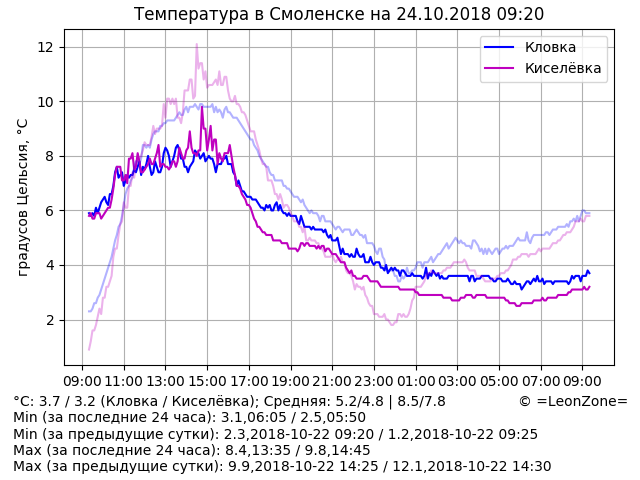 Температура в Смоленске на 24.10.2018 09:20
Кловка
Киселёвка
градусов Цельсия, °C
12
10
8
6
4
2
09:00 11:00 13:00 15:00 17:00 19:00 21:00 23:00 01:00 03:00 05:00 07:00 09:00
°C: 3.7 / 3.2 (Кловка / Киселёвка); Средняя: 5.2/4.8 | 8.5/7.8 © =LeonZone=
Min (за последние 24 часа): 3.1,06:05 / 2.5,05:50
Min (за предыдущие сутки): 2.3,2018-10-22 09:20 / 1.2,2018-10-22 09:25
Max (за последние 24 часа): 8.4,13:35 / 9.8,14:45
Max (за предыдущие сутки): 9.9,2018-10-22 14:25 / 12.1,2018-10-22 14:30